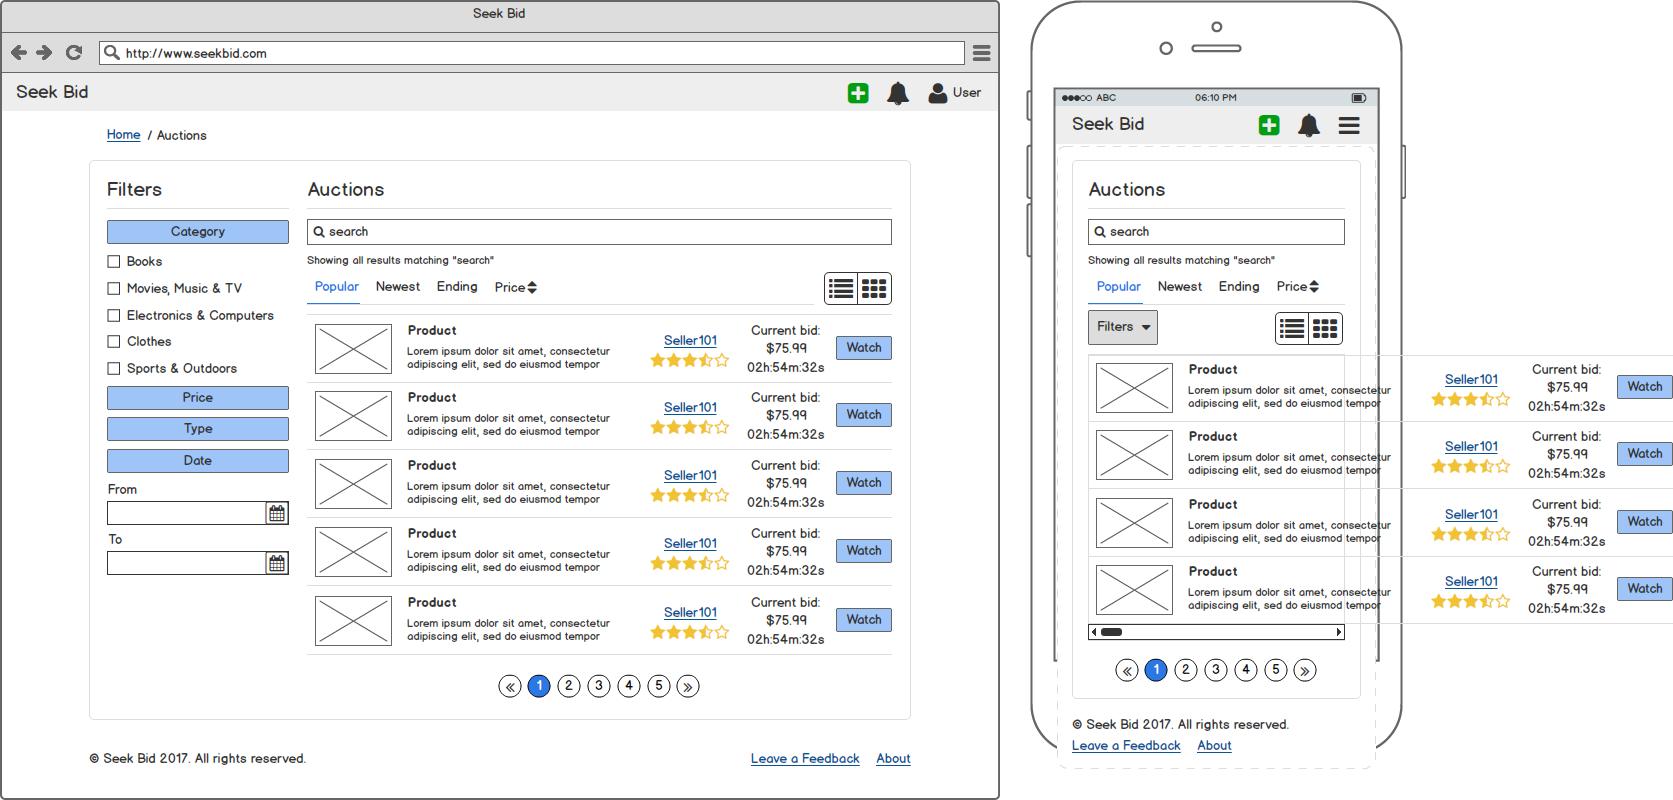 Seek Bid
http://www.seekbid.com
Seek Bid
User
Home / Auctions
Filters
Category
Books
Movies, Music & TV
Electronics & Computers
Clothes
Sports & Outdoors
Price
Type
Date
From
To
Auctions
search
Showing all results matching "search"
Popular Newest Ending Price
Product
Lorem ipsum dolor sit amet, consectetur
adipiscing elit, sed do eiusmod tempor
Seller101
Current bid:
$75.99
02h:54m:32s
Watch
Product
Lorem ipsum dolor sit amet, consectetur
adipiscing elit, sed do eiusmod tempor
Seller101
Current bid:
$75.99
02h:54m:32s
Watch
Product
Lorem ipsum dolor sit amet, consectetur
adipiscing elit, sed do eiusmod tempor
Seller101
Current bid:
$75.99
02h:54m:32s
Watch
Product
Lorem ipsum dolor sit amet, consectetur
adipiscing elit, sed do eiusmod tempor
Seller101
Current bid:
$75.99
02h:54m:32s
Watch
Product
Lorem ipsum dolor sit amet, consectetur
adipiscing elit, sed do eiusmod tempor
Seller101
Current bid:
$75.99
02h:54m:32s
Watch
« 1 2 3 4 5 »
© Seek Bid 2017. All rights reserved.
Leave a Feedback About
ABC 06:10 PM
Seek Bid
Auctions
search
Showing all results matching "search"
Popular Newest Ending Price
Filters
Product
Lorem ipsum dolor sit amet, consectetur
adipiscing elit, sed do eiusmod tempor
Seller101
Current bid:
$75.99
02h:54m:32s
Watch
Product
Lorem ipsum dolor sit amet, consectetur
adipiscing elit, sed do eiusmod tempor
Seller101
Current bid:
$75.99
02h:54m:32s
Watch
Product
Lorem ipsum dolor sit amet, consectetur
adipiscing elit, sed do eiusmod tempor
Seller101
Current bid:
$75.99
02h:54m:32s
Watch
Product
Lorem ipsum dolor sit amet, consectetur
adipiscing elit, sed do eiusmod tempor
Seller101
Current bid:
$75.99
02h:54m:32s
Watch
« 1 2 3 4 5 »
© Seek Bid 2017. All rights reserved.
Leave a Feedback About